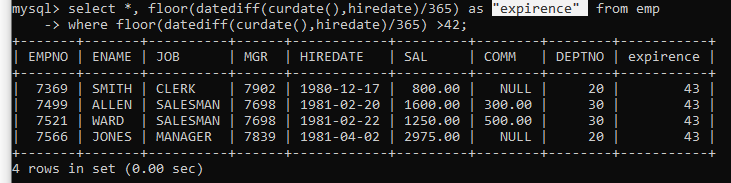 mysql> select *, floor(datediff(curdate(),hiredate)/365) as "expirence" from emp
-> where floor(datediff(curdate(),hiredate)/365) >42;
+-------+-------+----------+------+------------+---------+--------+--------+-----------+
| EMPNO | ENAME | JOB | MGR | HIREDATE | SAL | COMM | DEPTNO | expirence |
+-------+-------+----------+------+------------+---------+--------+--------+-----------+
| 7369 | SMITH | CLERK | 7902 | 1980-12-17 | 800.00 | NULL | 20 | 43 |
| 7499 | ALLEN | SALESMAN | 7698 | 1981-02-20 | 1600.00 | 300.00 | 30 | 43 |
| 7521 | WARD | SALESMAN | 7698 | 1981-02-22 | 1250.00 | 500.00 | 30 | 43 |
| 7566 | JONES | MANAGER | 7839 | 1981-04-02 | 2975.00 | NULL | 20 | 43 |
+-------+-------+----------+------+------------+---------+--------+--------+-----------+
4 rows in set (0.00 sec)